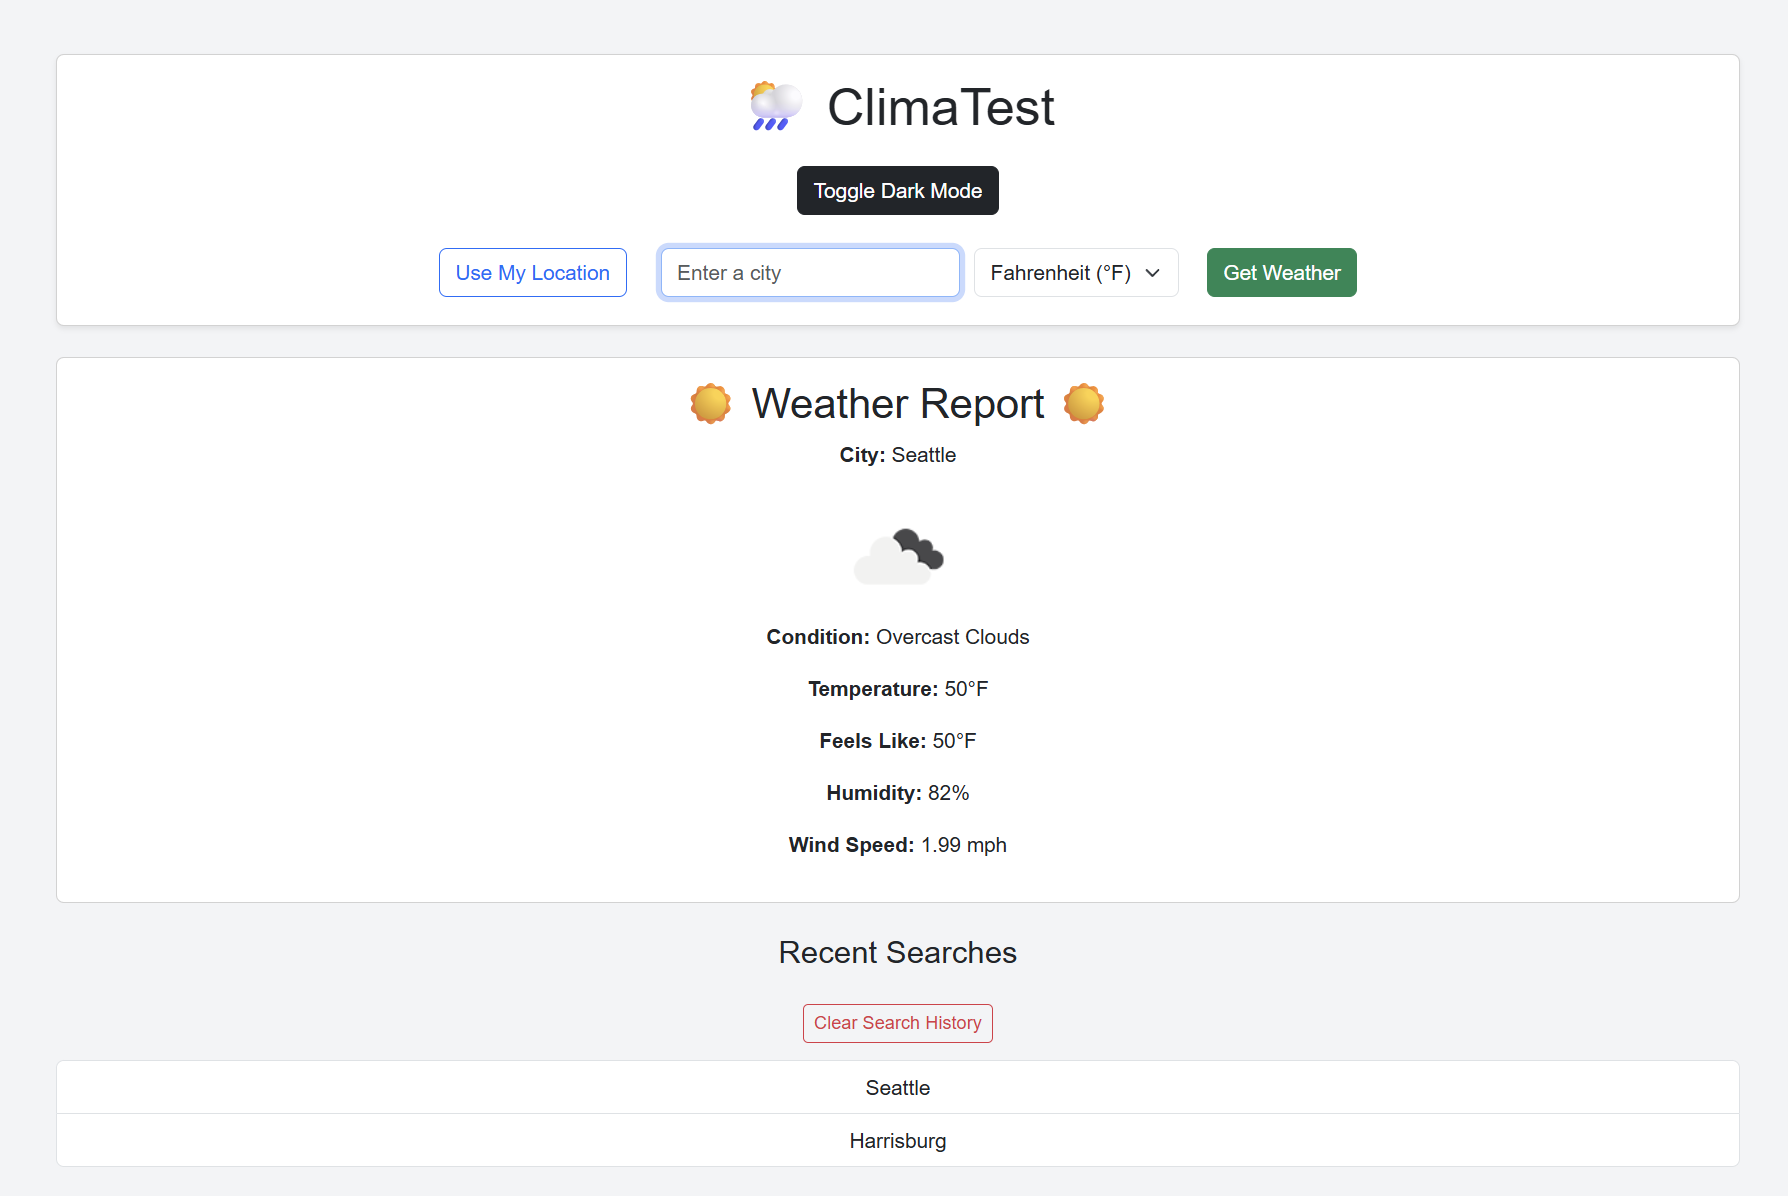 ClimaTest
Toggle Dark Mode
Use My Location Enter a city Fahrenheit (°F) Get Weather
Weather Report
City: Seattle
Condition: Overcast Clouds
Temperature: 50°F
Feels Like: 50°F
Humidity: 82%
Wind Speed: 1.99 mph
Recent Searches
Clear Search History
Seattle
Harrisburg